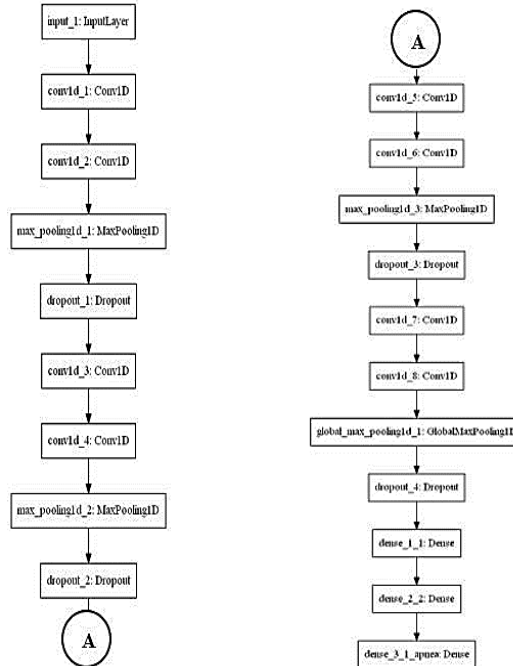 input_1: InputLayer
conv1d_1: Conv1D
conv1d_2: Conv1D
max_pooling1d_1: MaxPooling1D
dropout_1: Dropout
conv1d_3: Conv1D
conv1d_4: Conv1D
max_pooling1d_2: MaxPooling1D
dropout_2: Dropout
A
A
conv1d_5: Conv1D
conv1d_6: Conv1D
max_pooling1d_3: MaxPooling1D
dropout_3: Dropout
conv1d_7: Conv1D
conv1d_8: Conv1D
global_max_pooling1d_1: GlobalMaxPooling1D
dropout_4: Dropout
dense_1_1: Dense
dense_2_2: Dense
dense_3_1_apnea: Dense